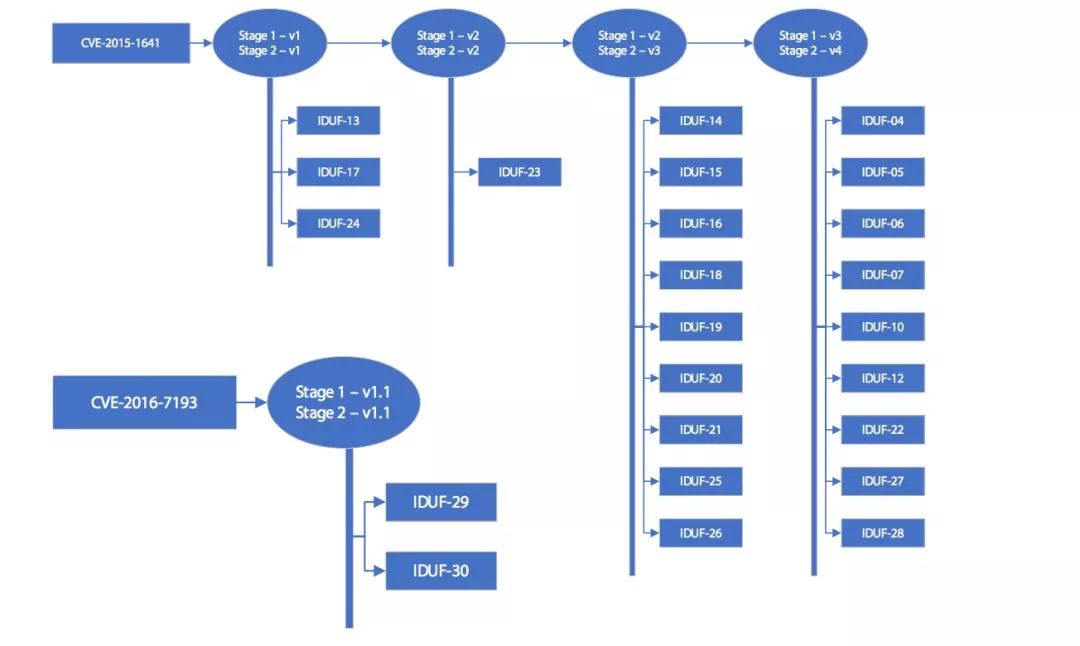 CVE-2015-1641
Stage 1 – v1
Stage 2 – v1
Stage 1 – v2
Stage 2 – v2
Stage 1 – v2
Stage 2 – v3
Stage 1 – v3
Stage 2 – v4
IDUF-13
IDUF-17
IDUF-24
IDUF-23
IDUF-14
IDUF-15
IDUF-16
IDUF-18
IDUF-19
IDUF-20
IDUF-21
IDUF-25
IDUF-26
IDUF-04
IDUF-05
IDUF-06
IDUF-07
IDUF-10
IDUF-12
IDUF-22
IDUF-27
IDUF-28
CVE-2016-7193
Stage 1 – v1.1
Stage 2 – v1.1
IDUF-29
IDUF-30